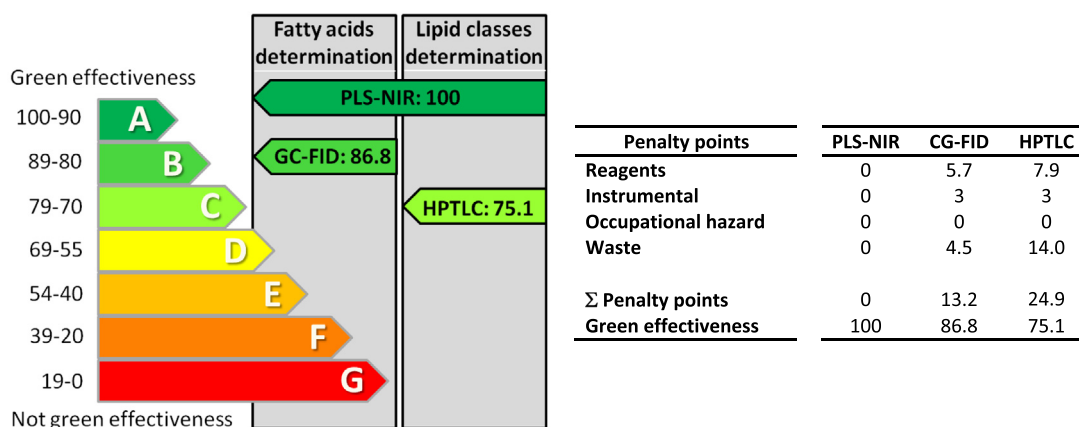 Fatty acids determination
Lipid classes determination
Green effectiveness
PLS-NIR: 100
100-90 A
89-80 B
GC-FID: 86.8
79-70 C
HPTLC: 75.1
69-55 D
54-40 E
39-20 F
19-0 G
Not green effectiveness
Penalty points PLS-NIR CG-FID HPTLC
Reagents 0 5.7 7.9
Instrumental 0 3 3
Occupational hazard 0 0 0
Waste 0 4.5 14.0
Σ Penalty points 0 13.2 24.9
Green effectiveness 100 86.8 75.1